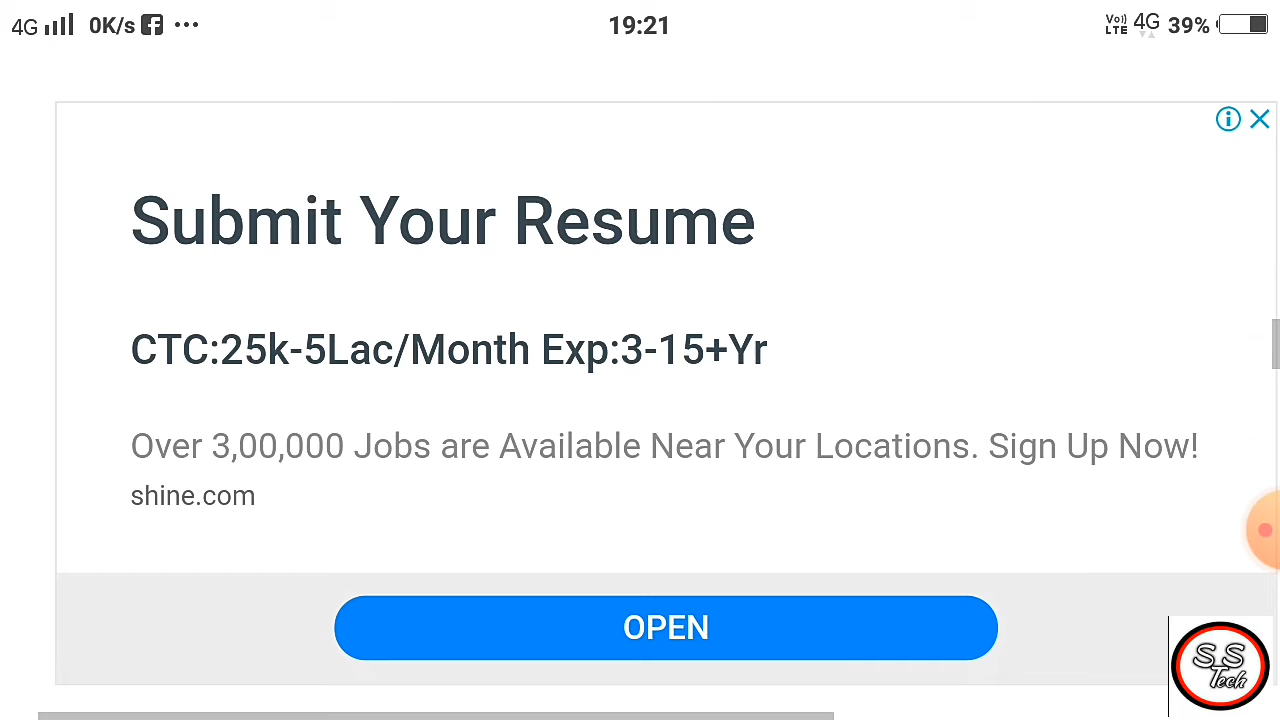 4G 0K/s 19:21 Vo)) LTE 4G 39%
Submit Your Resume
CTC:25k-5Lac/Month Exp:3-15+Yr
Over 3,00,000 Jobs are Available Near Your Locations. Sign Up Now!
shine.com
OPEN
S S
Tech